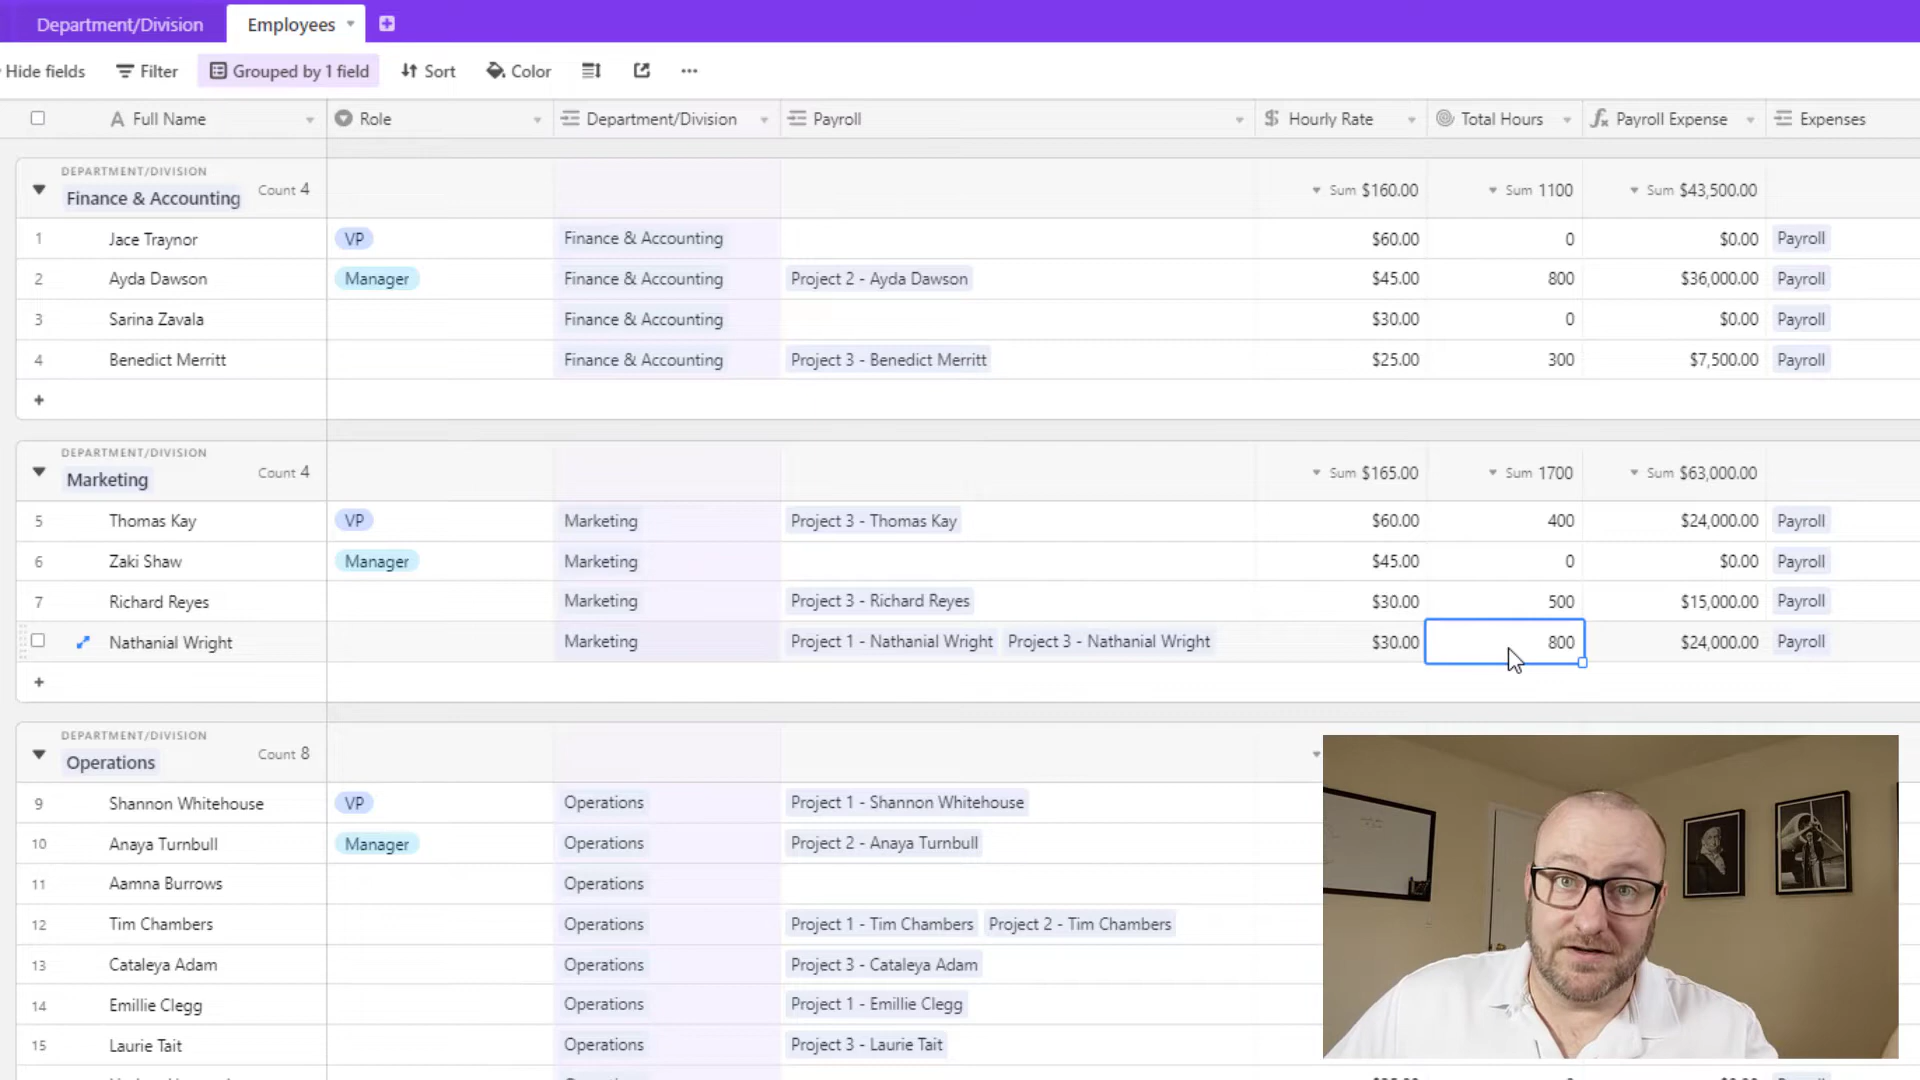 Department/Division Employees
Hide fields Filter Grouped by 1 field Sort Color
Full Name Role Department/Division Payroll Hourly Rate Total Hours Payroll Expense Expenses
DEPARTMENT/DIVISION
Finance & Accounting Count 4 Sum $160.00 Sum 1100 Sum $43,500.00
1 Jace Traynor VP Finance & Accounting $60.00 0 $0.00 Payroll
2 Ayda Dawson Manager Finance & Accounting Project 2 - Ayda Dawson $45.00 800 $36,000.00 Payroll
3 Sarina Zavala Finance & Accounting $30.00 0 $0.00 Payroll
4 Benedict Merritt Finance & Accounting Project 3 - Benedict Merritt $25.00 300 $7,500.00 Payroll
+
DEPARTMENT/DIVISION
Marketing Count 4 Sum $165.00 Sum 1700 Sum $63,000.00
5 Thomas Kay VP Marketing Project 3 - Thomas Kay $60.00 400 $24,000.00 Payroll
6 Zaki Shaw Manager Marketing $45.00 0 $0.00 Payroll
7 Richard Reyes Marketing Project 3 - Richard Reyes $30.00 500 $15,000.00 Payroll
Nathanial Wright Marketing Project 1 - Nathanial Wright Project 3 - Nathanial Wright $30.00 800 $24,000.00 Payroll
+
DEPARTMENT/DIVISION
Operations Count 8
9 Shannon Whitehouse VP Operations Project 1 - Shannon Whitehouse
10 Anaya Turnbull Manager Operations Project 2 - Anaya Turnbull
11 Aamna Burrows Operations
12 Tim Chambers Operations Project 1 - Tim Chambers Project 2 - Tim Chambers
13 Cataleya Adam Operations Project 3 - Cataleya Adam
14 Emillie Clegg Operations Project 1 - Emillie Clegg
15 Laurie Tait Operations Project 3 - Laurie Tait